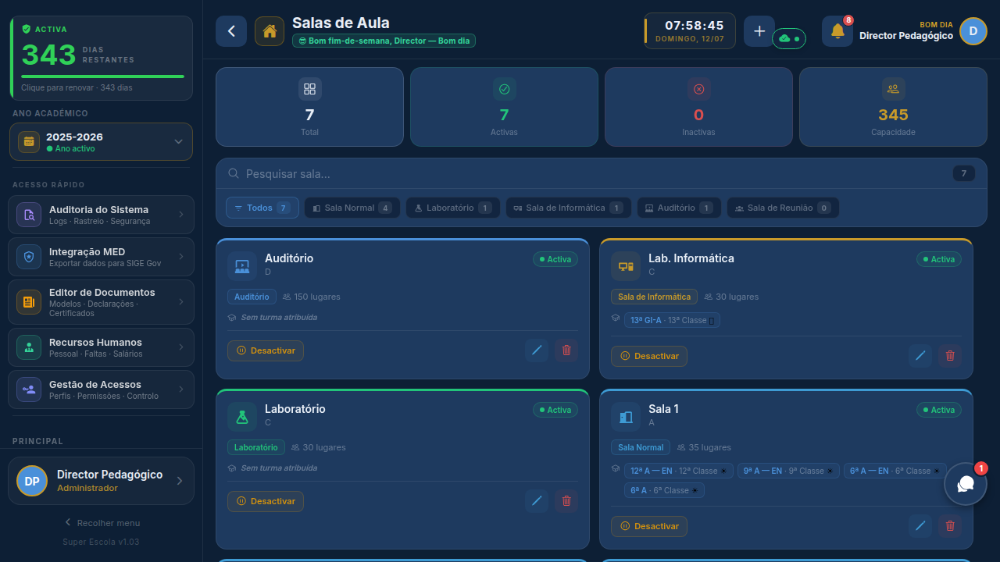 ACTIVA
343 DIAS RESTANTES
Clique para renovar · 343 dias
ANO ACADÉMICO
2025-2026
Ano activo
ACESSO RÁPIDO
Auditoria do Sistema
Logs · Rastreio · Segurança
Integração MED
Exportar dados para SIGE Gov
Editor de Documentos
Modelos · Declarações ·
Certificados
Recursos Humanos
Pessoal · Faltas · Salários
Gestão de Acessos
Perfis · Permissões · Controlo
PRINCIPAL
DP
Director Pedagógico
Administrador
Recolher menu
Super Escola v1.03
Salas de Aula
😎 Bom fim-de-semana, Director — Bom dia
07:58:45
DOMINGO, 12/07
8
BOM DIA
Director Pedagógico
D
7
Total
7
Activas
0
Inactivas
345
Capacidade
Pesquisar sala...
7
Todos 7
Sala Normal 4
Laboratório 1
Sala de Informática 1
Auditório 1
Sala de Reunião 0
Auditório
D
Activa
Auditório 150 lugares
Sem turma atribuída
Desactivar
Lab. Informática
C
Activa
Sala de Informática 30 lugares
13ª GI-A · 13ª Classe
Desactivar
Laboratório
C
Activa
Laboratório 30 lugares
Sem turma atribuída
Desactivar
Sala 1
A
Activa
Sala Normal 35 lugares
12ª A — EN · 12ª Classe ☀ 9ª A — EN · 9ª Classe ☀ 6ª A — EN · 6ª Classe ☀
6ª A · 6ª Classe ☀
Desactivar
1